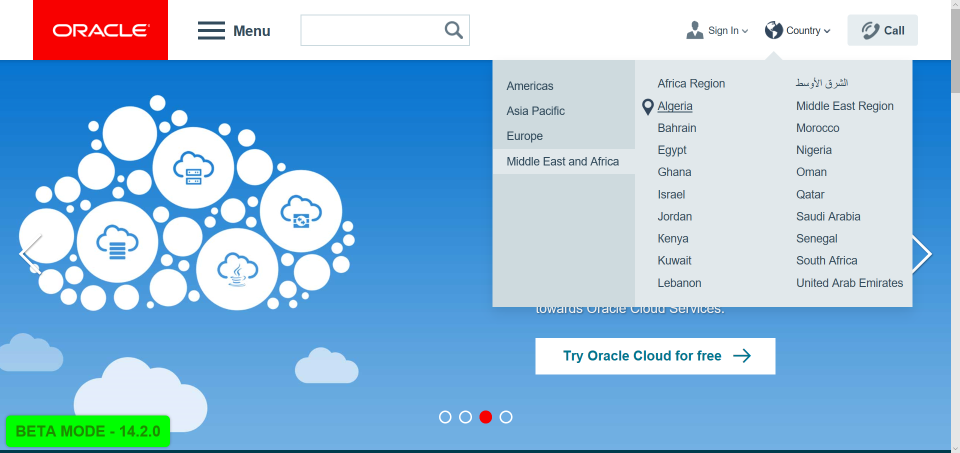 ORACLE
Menu
Sign In
Country
Call
Americas
Asia Pacific
Europe
Middle East and Africa
Africa Region
Algeria
Bahrain
Egypt
Ghana
Israel
Jordan
Kenya
Kuwait
Lebanon
الشرق الأوسط
Middle East Region
Morocco
Nigeria
Oman
Qatar
Saudi Arabia
Senegal
South Africa
United Arab Emirates
towards Oracle Cloud Services.
Try Oracle Cloud for free
BETA MODE - 14.2.0